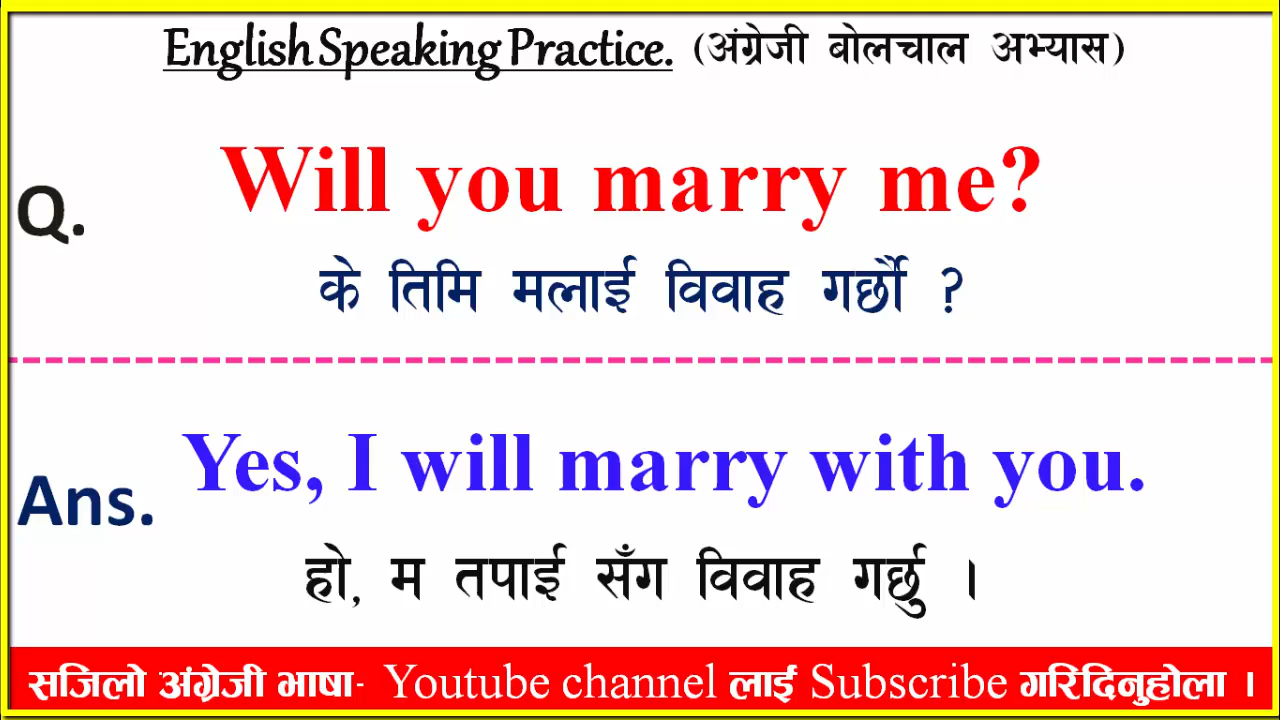 English Speaking Practice. (अंग्रेजी बोलचाल अभ्यास)
Q. Will you marry me?
के तिमि मलाई विवाह गर्छौ ?
Ans. Yes, I will marry with you.
हो, म तपाई सँग विवाह गर्छु ।
सजिलो अंग्रेजी भाषा- Youtube channel लाई Subscribe गरिदिनुहोला ।